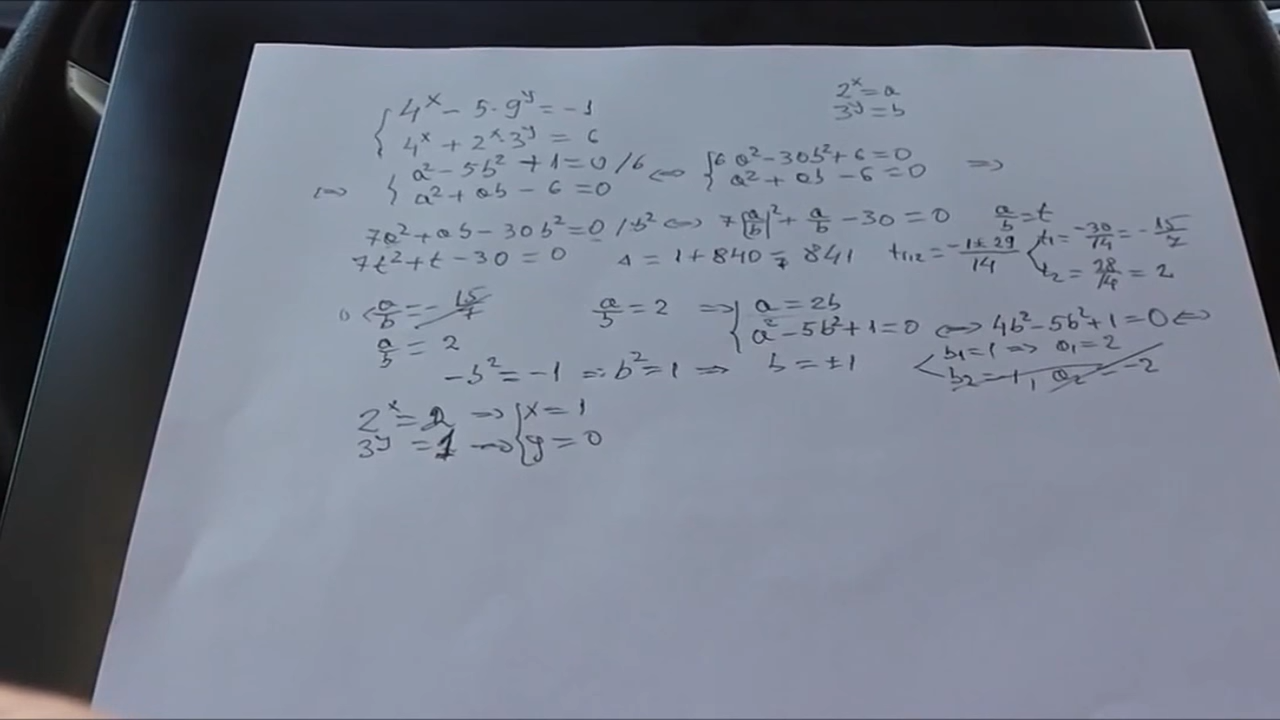 4^x - 5·9^y = -1
2^x = a
4^x + 2^x·3^y = 6
3^y = b
⇔ { a² - 5b² + 1 = 0 /6 ⇔ { 6a² - 30b² + 6 = 0 ⇒
a² + ab - 6 = 0 a² + ab - 6 = 0
7a² + ab - 30b² = 0 /:b² ⇔ 7(a/b)² + a/b - 30 = 0 a/b = t
7t² + t - 30 = 0 Δ = 1 + 840 = 841 t1,2 = (-1 ± 29)/14 t1 = -30/14 = -15/7
t2 = 28/14 = 2
0 < a/b = -15/7 a/b = 2 ⇒ { a = 2b
a/b = 2 a² - 5b² + 1 = 0 ⇔ 4b² - 5b² + 1 = 0 ⇔
-b² = -1 ⇒ b² = 1 ⇒ b = ±1 b1 = 1 ⇒ a1 = 2
a2 = -2
2^x = 2 ⇒ { x = 1
3^y = 1 ⇒ y = 0